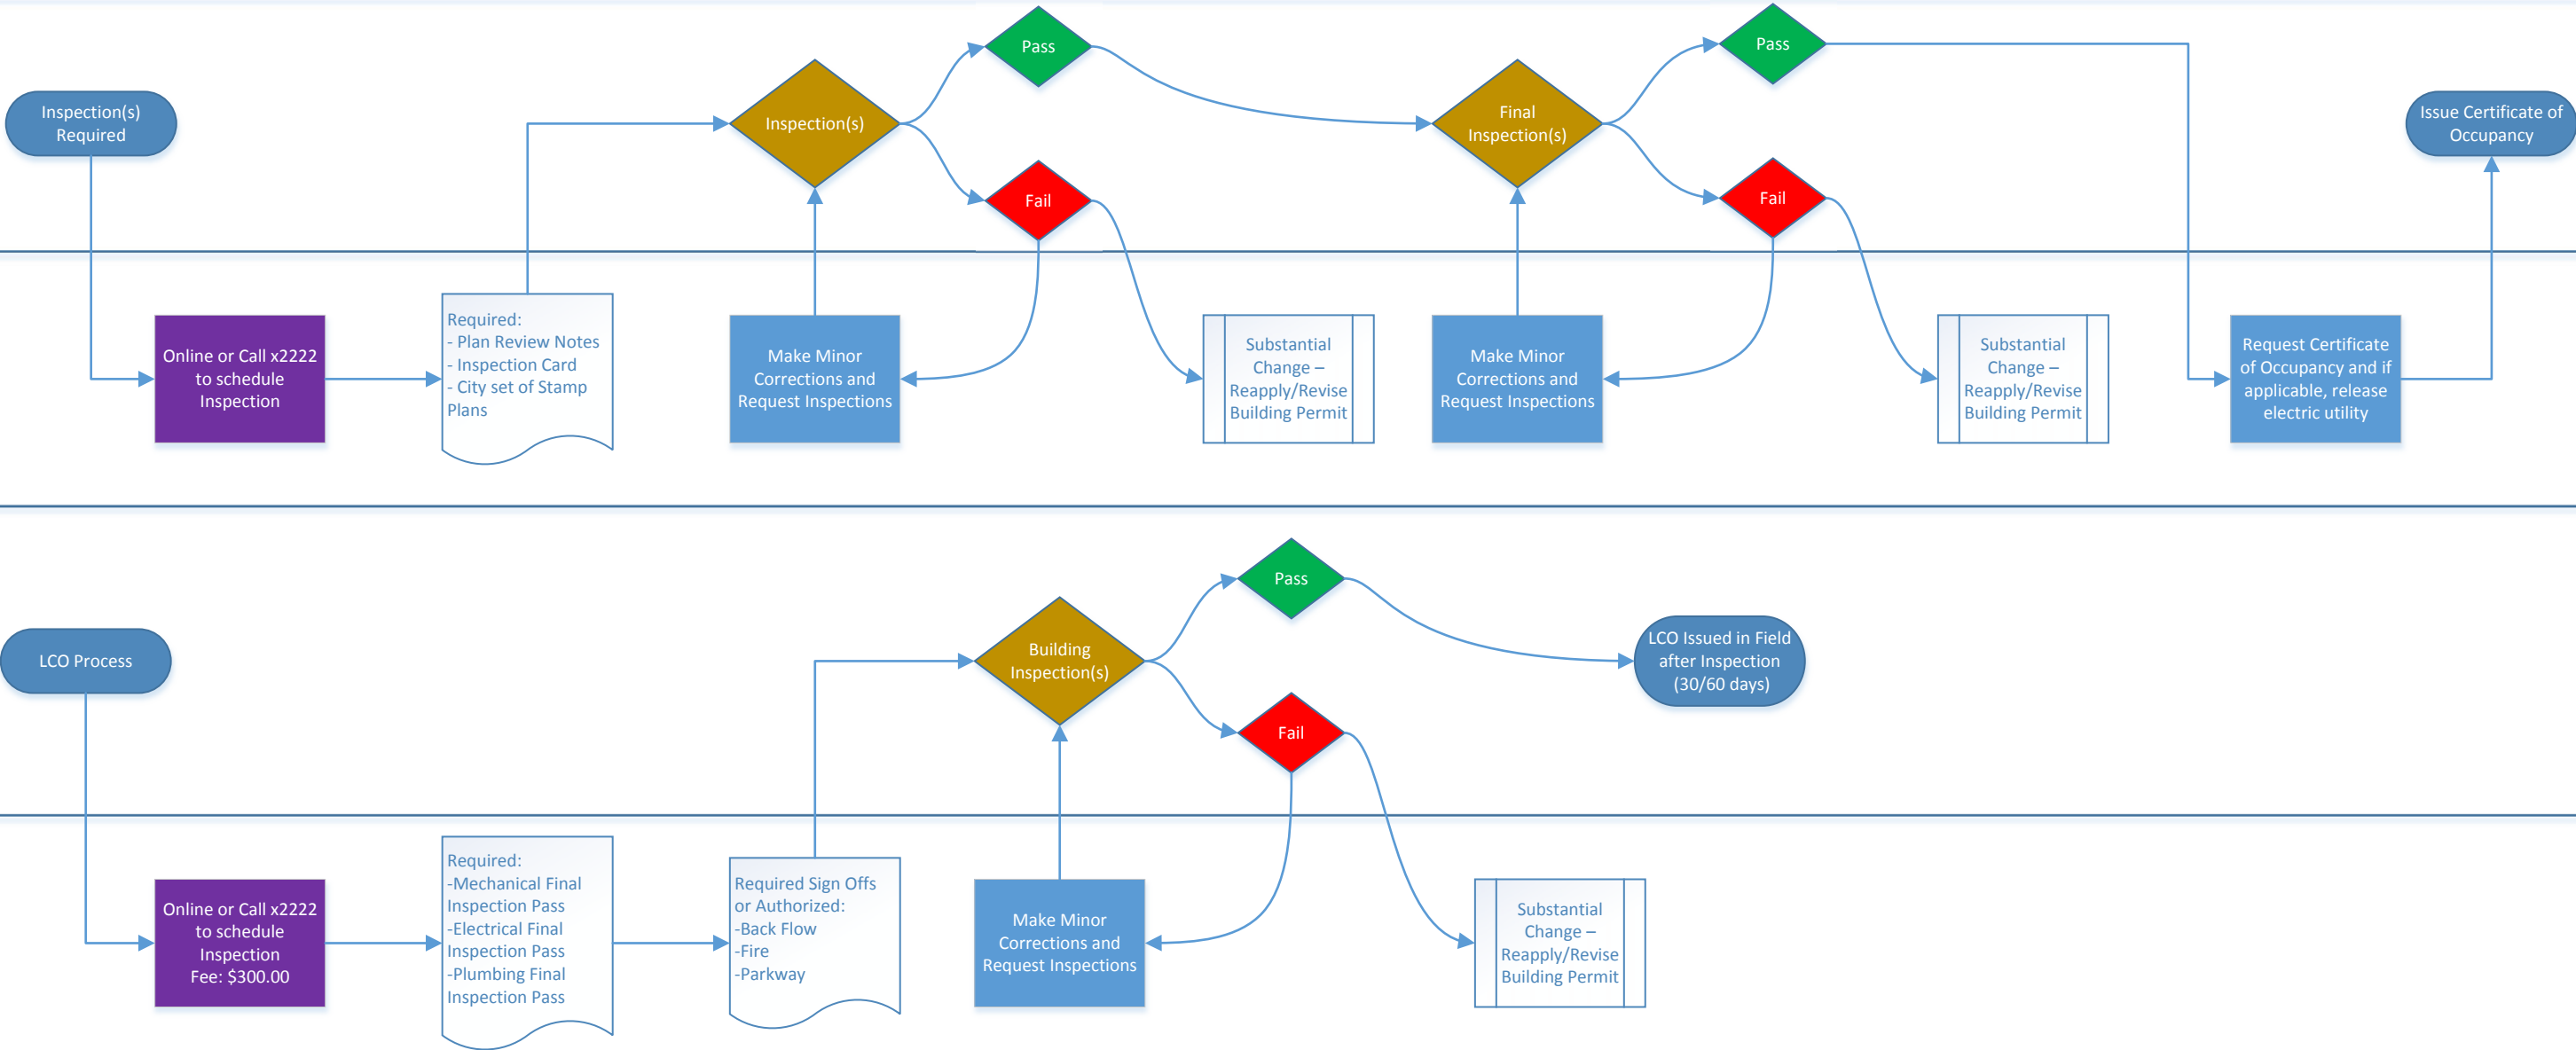 Inspection(s)
Required
Online or Call x2222
to schedule
Inspection
Required:
- Plan Review Notes
- Inspection Card
- City set of Stamp
Plans
Inspection(s)
Pass
Fail
Make Minor
Corrections and
Request Inspections
Substantial
Change –
Reapply/Revise
Building Permit
Final
Inspection(s)
Pass
Fail
Make Minor
Corrections and
Request Inspections
Substantial
Change –
Reapply/Revise
Building Permit
Request Certificate
of Occupancy and if
applicable, release
electric utility
Issue Certificate of
Occupancy
LCO Process
Online or Call x2222
to schedule
Inspection
Fee: $300.00
Required:
-Mechanical Final
Inspection Pass
-Electrical Final
Inspection Pass
-Plumbing Final
Inspection Pass
Required Sign Offs
or Authorized:
-Back Flow
-Fire
-Parkway
Building
Inspection(s)
Pass
Fail
Make Minor
Corrections and
Request Inspections
Substantial
Change –
Reapply/Revise
Building Permit
LCO Issued in Field
after Inspection
(30/60 days)